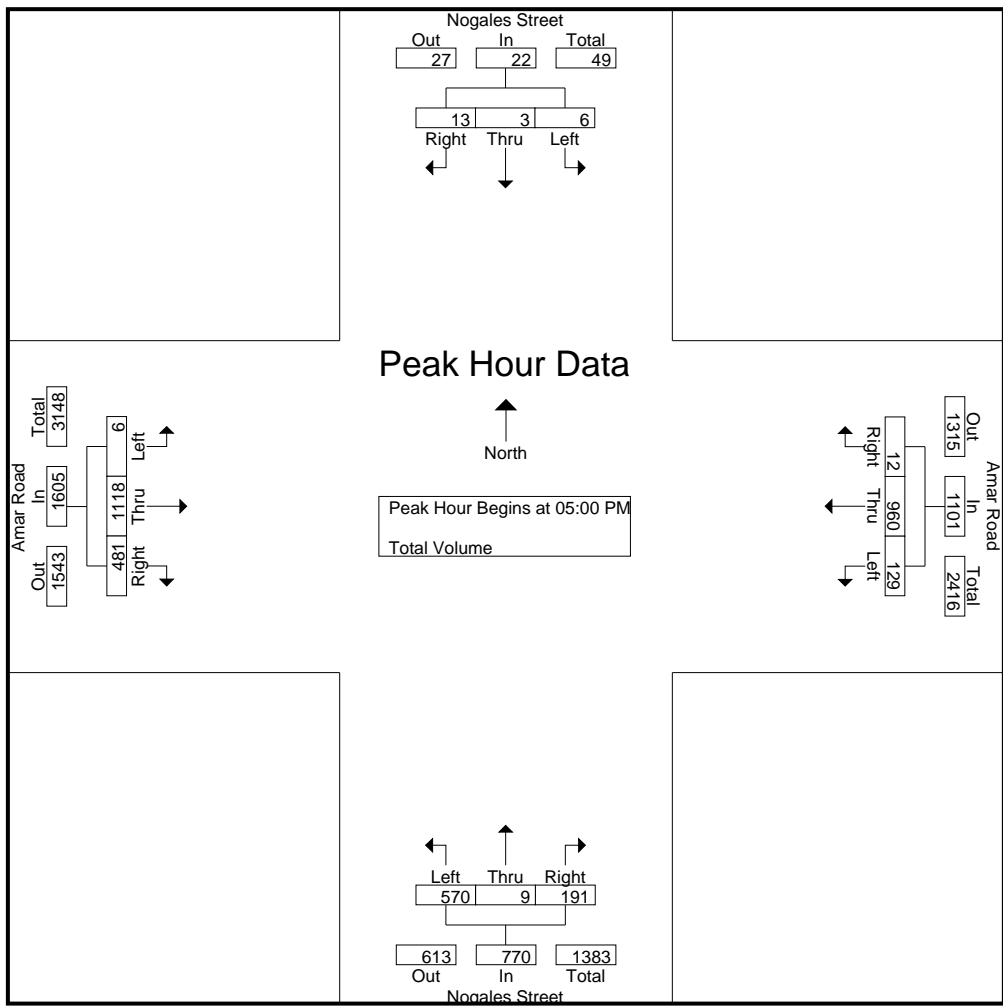 Nogales Street
Out In Total
27 22 49
13 3 6
Right Thru Left
Peak Hour Data
North
Peak Hour Begins at 05:00 PM
Total Volume
Amar Road
Total In Out
3148 1605 1543
6 1118 481
Left Thru Right
Right Thru Left
12 960 129
Out In Total
1315 1101 2416
Amar Road
Left Thru Right
570 9 191
613 770 1383
Out In Total
Nogales Street